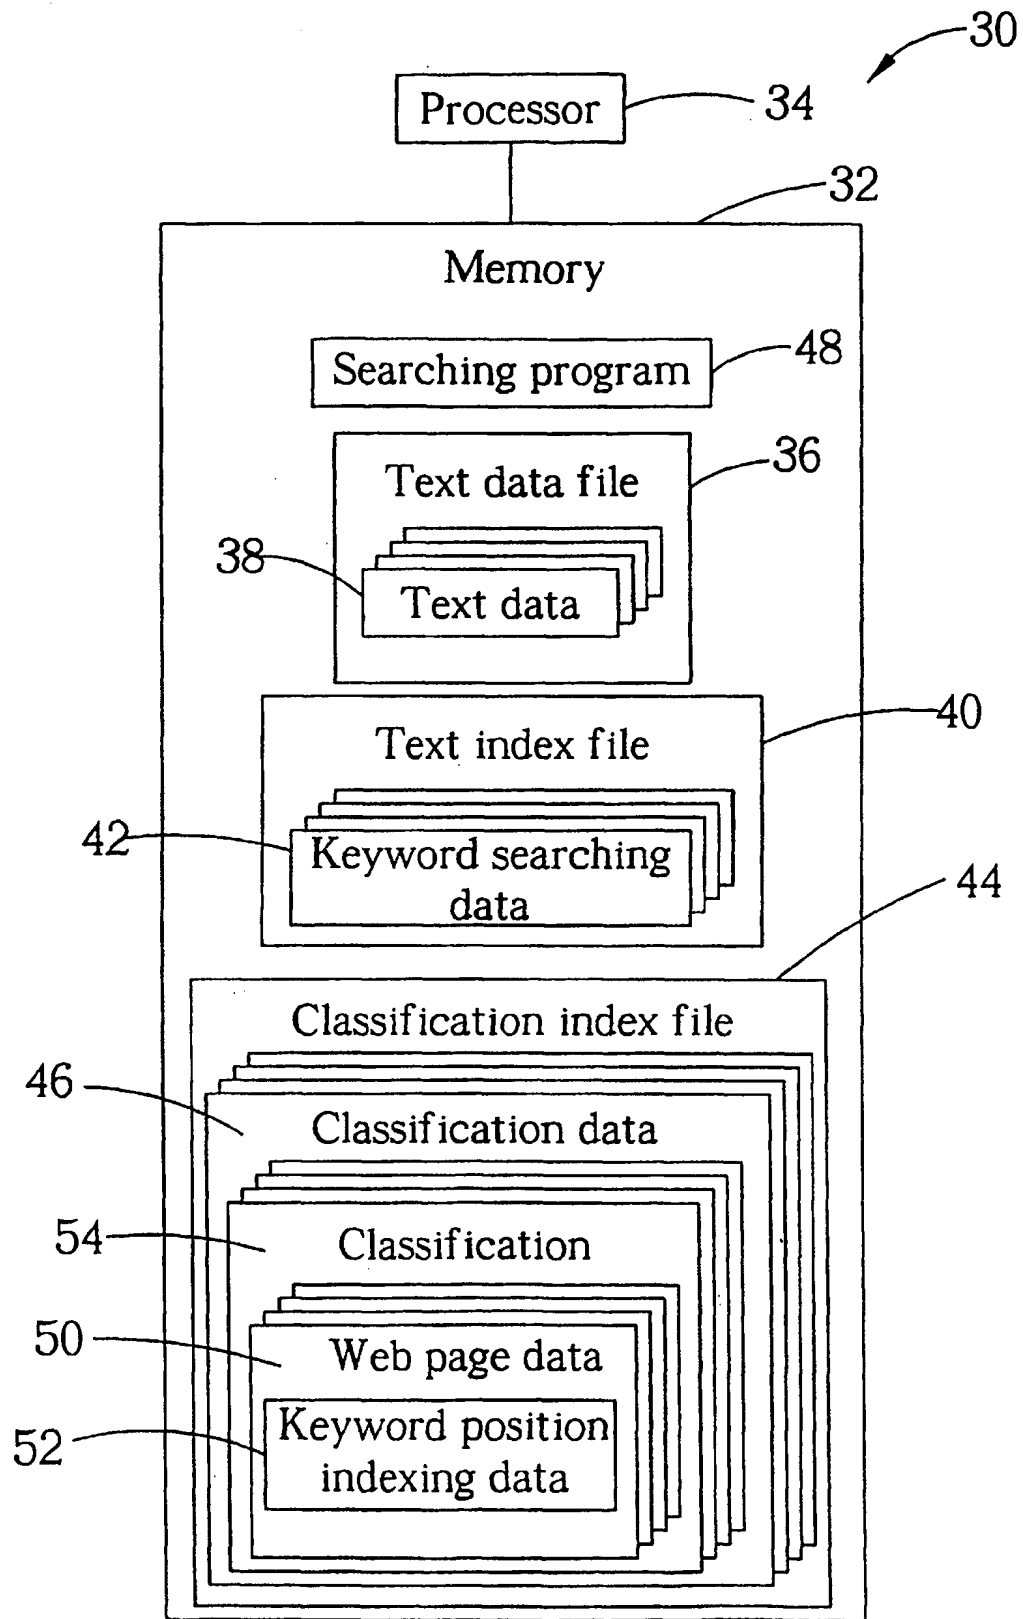 30
Processor
34
32
Memory
Searching program
48
36
Text data file
38
Text data
40
Text index file
42
Keyword searching
data
44
Classification index file
46
Classification data
54
Classification
50
Web page data
Keyword position
52
indexing data